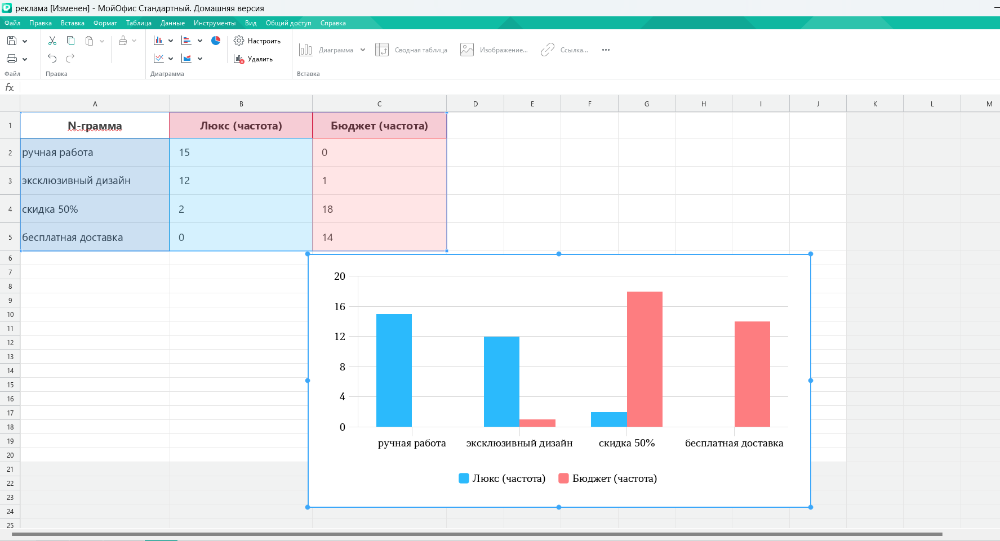 реклама [Изменен] - МойОфис Стандартный. Домашняя версия
Файл Правка Вставка Формат Таблица Данные Инструменты Вид Общий доступ Справка
Настроить
Диаграмма Сводная таблица Изображение... Ссылка...
Удалить
Файл Правка Диаграмма Вставка
fx
A B C D E F G H I J K L M
1 N-грамма Люкс (частота) Бюджет (частота)
2 ручная работа 15 0
3 эксклюзивный дизайн 12 1
4 скидка 50% 2 18
5 бесплатная доставка 0 14
6
7
8
9
10
11
12
13
14
15
16
17
18
19
20
21
22
23
24
25
20
16
12
8
4
0
ручная работа эксклюзивный дизайн скидка 50% бесплатная доставка
Люкс (частота) Бюджет (частота)